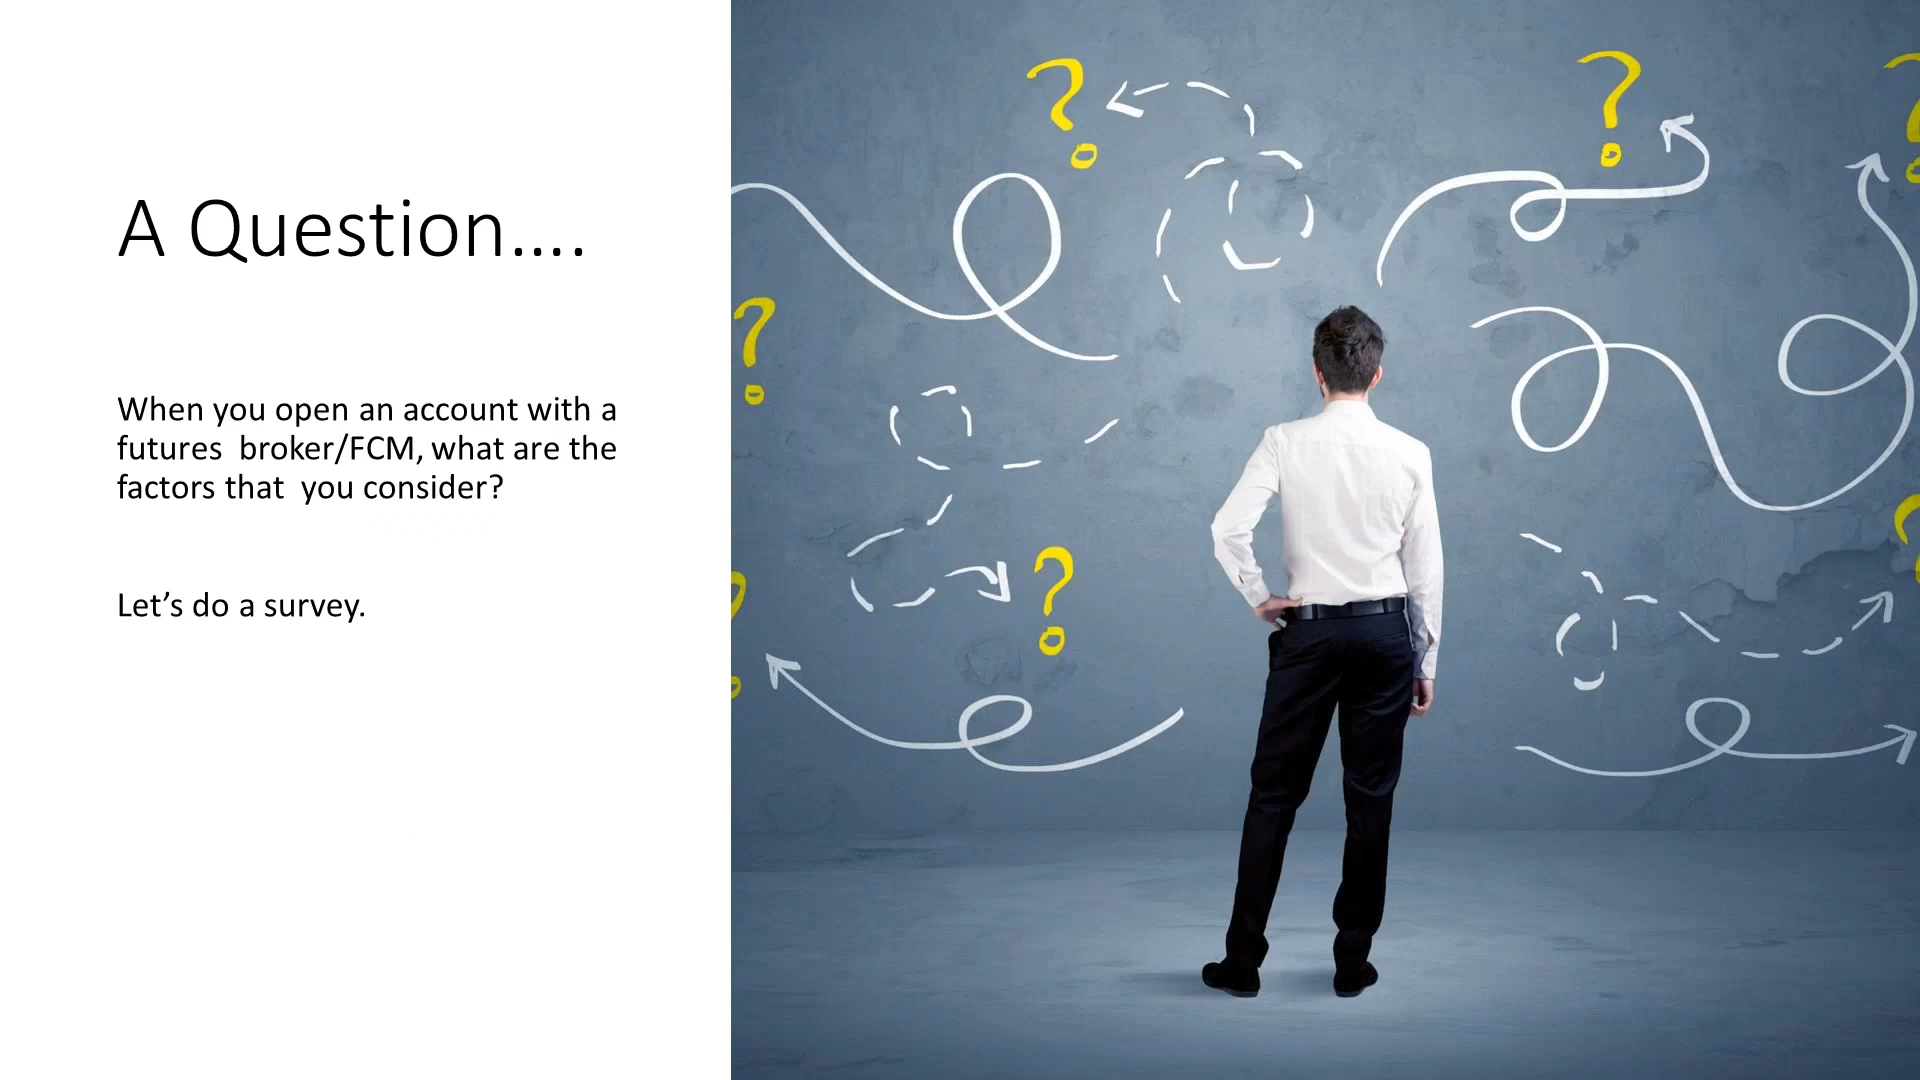 A Question….
When you open an account with a
futures  broker/FCM, what are the
factors that  you consider?
Let’s do a survey.
?
?
?
?
?
?
?